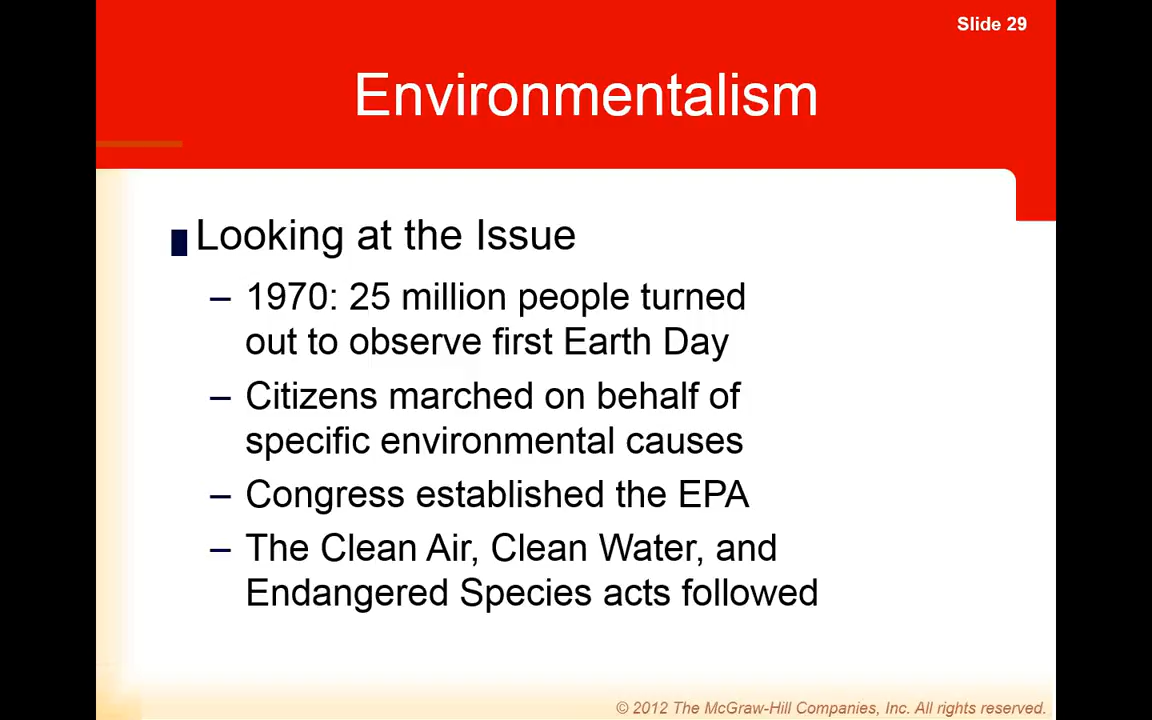 Slide 29
Environmentalism
Looking at the Issue
– 1970: 25 million people turned
out to observe first Earth Day
– Citizens marched on behalf of
specific environmental causes
– Congress established the EPA
– The Clean Air, Clean Water, and
Endangered Species acts followed
© 2012 The McGraw-Hill Companies, Inc. All rights reserved.